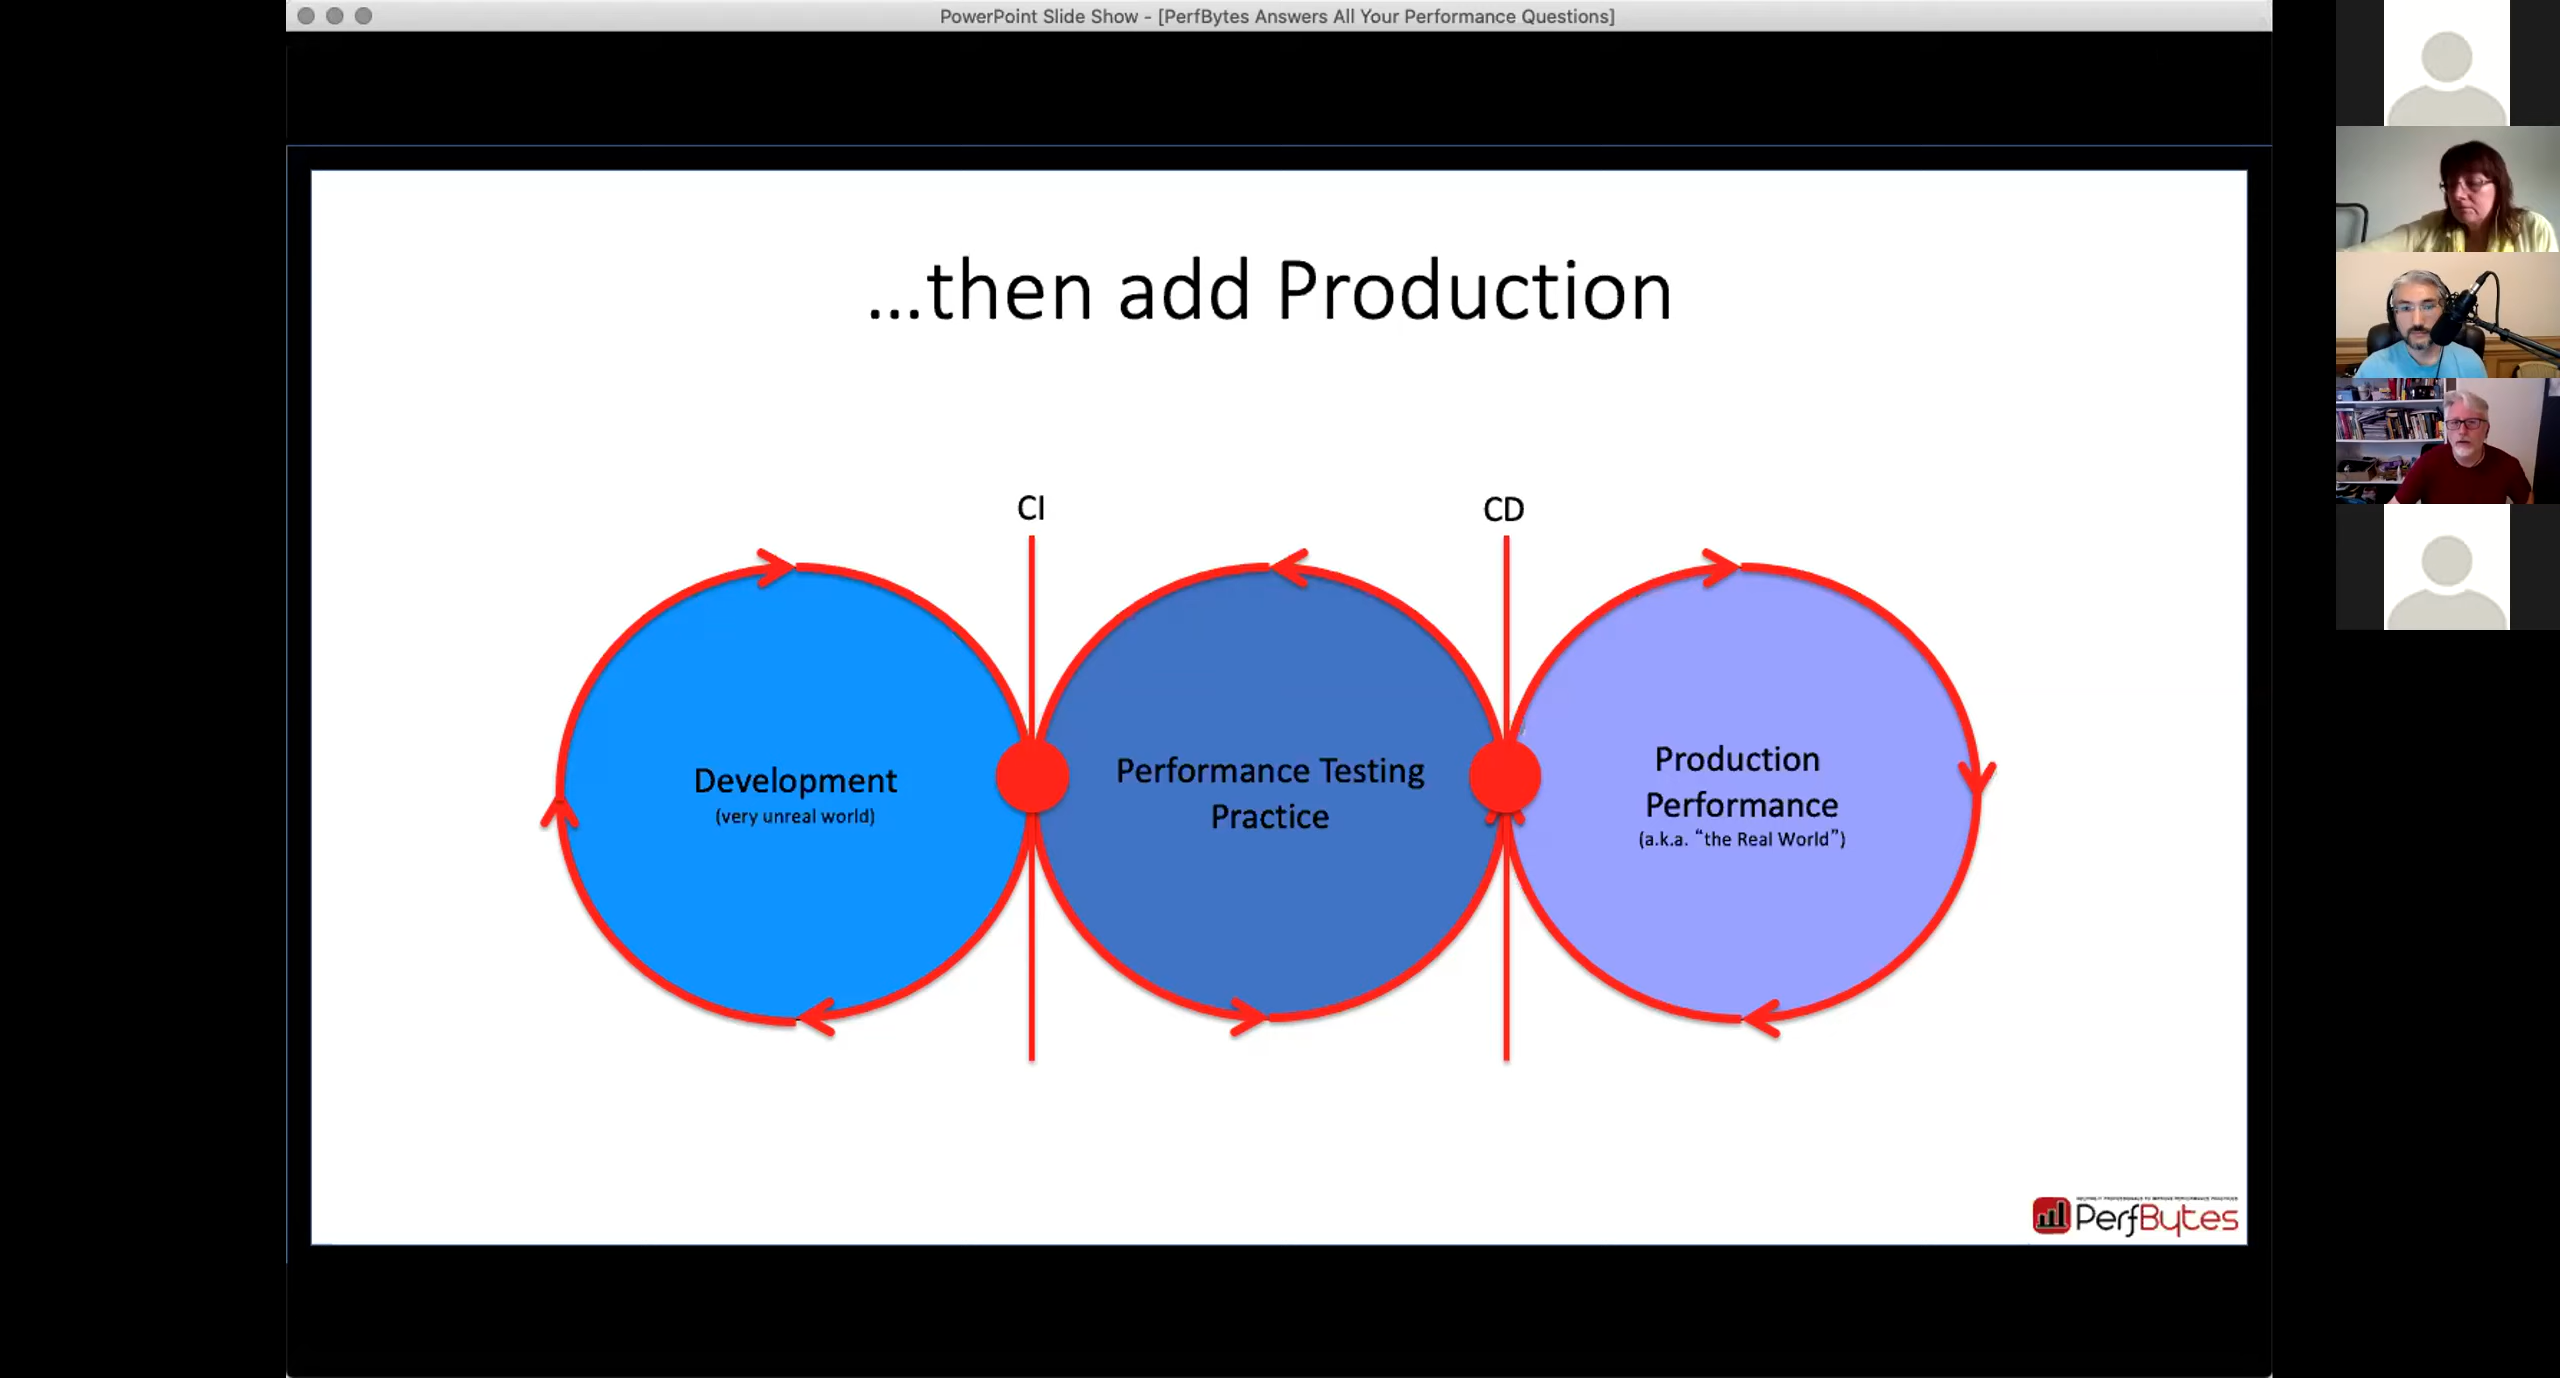 PowerPoint Slide Show - [PerfBytes Answers All Your Performance Questions]
...then add Production
CI
CD
Development
(very unreal world)
Performance Testing
Practice
Production
Performance
(a.k.a. “the Real World”)
PerfBytes